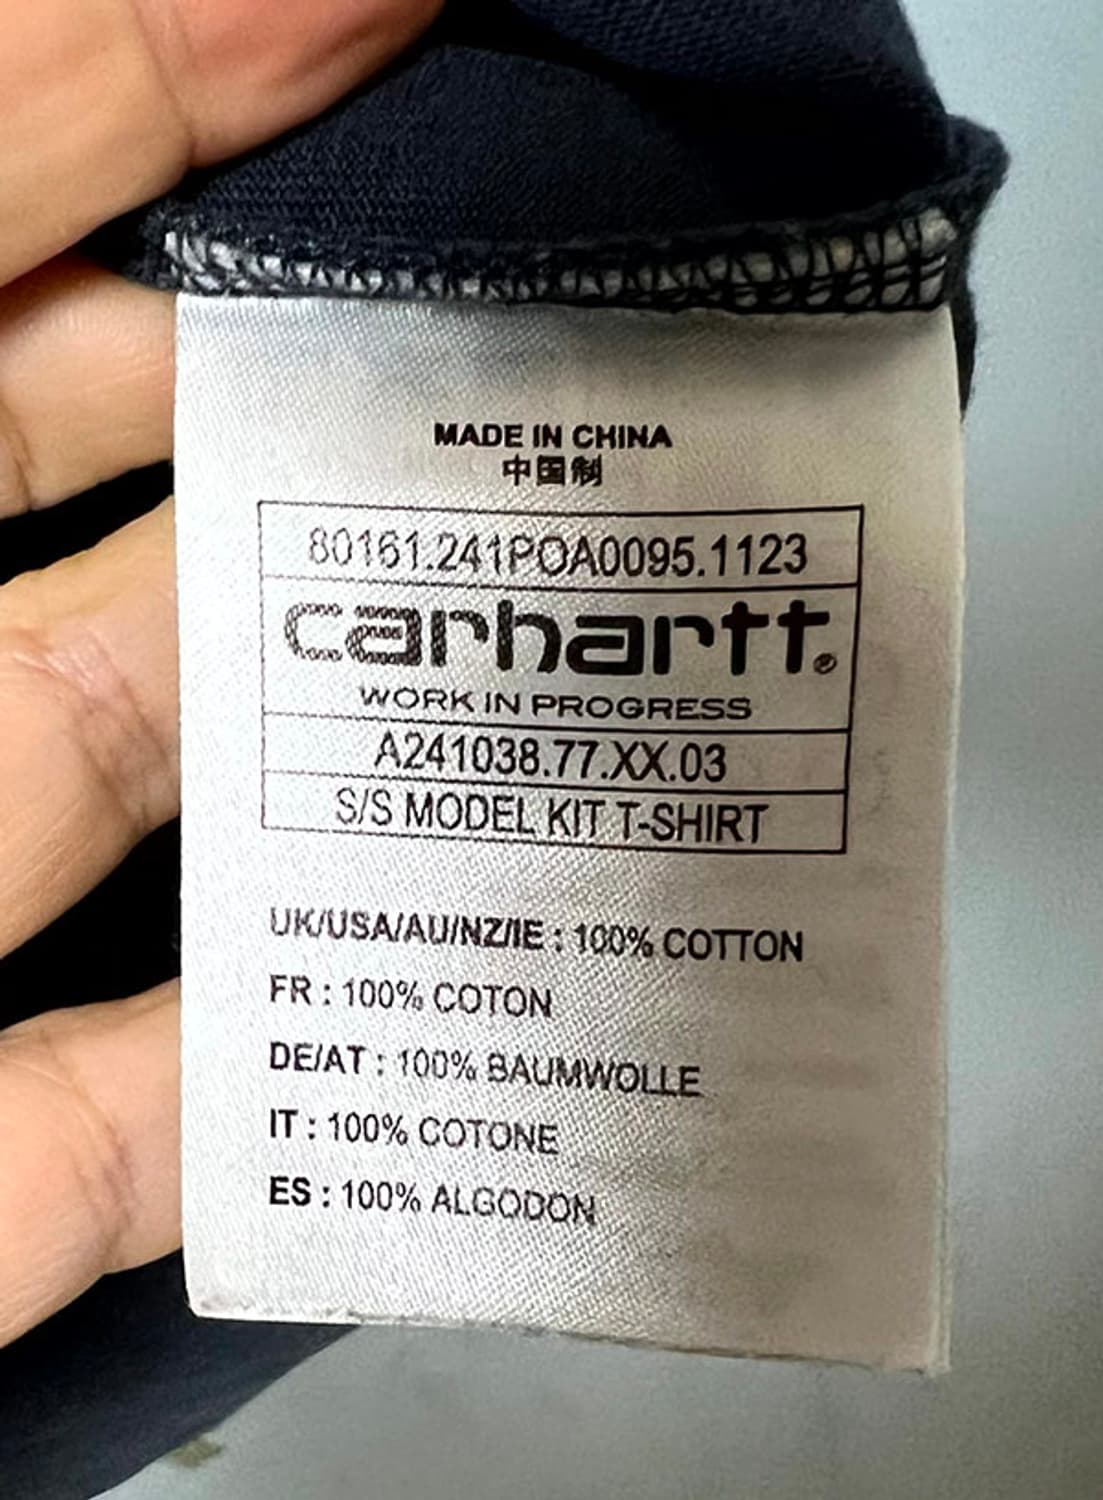 MADE IN CHINA
中国制
80161.241POA0095.1123
carhartt®
WORK IN PROGRESS
A241038.77.XX.03
S/S MODEL KIT T-SHIRT
UK/USA/AU/NZ/IE : 100% COTTON
FR : 100% COTON
DE/AT : 100% BAUMWOLLE
IT : 100% COTONE
ES : 100% ALGODON